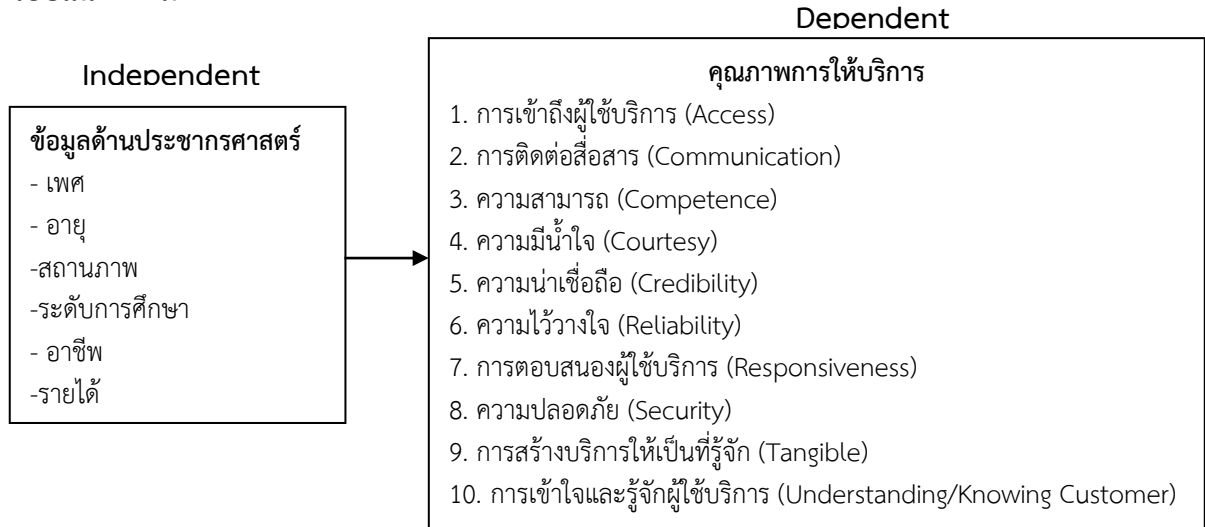 Independent
ข้อมูลด้านประชากรศาสตร์
- เพศ
- อายุ
-สถานภาพ
-ระดับการศึกษา
- อาชีพ
-รายได้
Dependent
คุณภาพการให้บริการ
1. การเข้าถึงผู้ใช้บริการ (Access)
2. การติดต่อสื่อสาร (Communication)
3. ความสามารถ (Competence)
4. ความมีน้ำใจ (Courtesy)
5. ความน่าเชื่อถือ (Credibility)
6. ความไว้วางใจ (Reliability)
7. การตอบสนองผู้ใช้บริการ (Responsiveness)
8. ความปลอดภัย (Security)
9. การสร้างบริการให้เป็นที่รู้จัก (Tangible)
10. การเข้าใจและรู้จักผู้ใช้บริการ (Understanding/Knowing Customer)